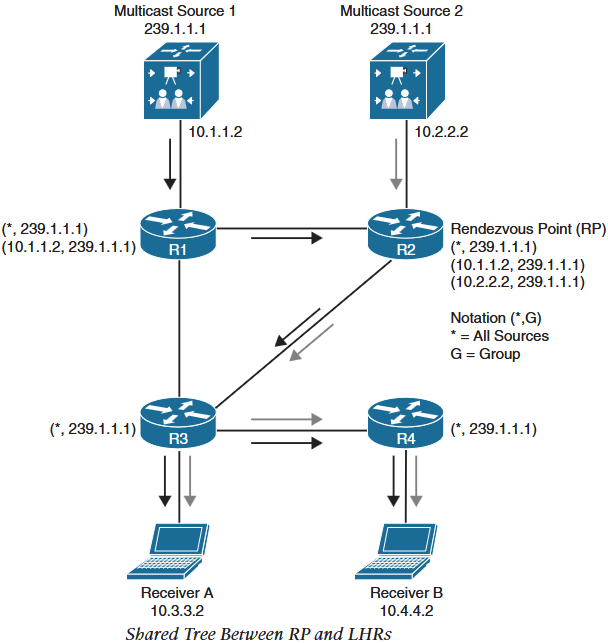 Multicast Source 1
239.1.1.1
Multicast Source 2
239.1.1.1
10.1.1.2
10.2.2.2
(*, 239.1.1.1)
(10.1.1.2, 239.1.1.1)
R1
R2
Rendezvous Point (RP)
(*, 239.1.1.1)
(10.1.1.2, 239.1.1.1)
(10.2.2.2, 239.1.1.1)
Notation (*,G)
* = All Sources
G = Group
(*, 239.1.1.1)
R3
R4
(*, 239.1.1.1)
Receiver A
10.3.3.2
Receiver B
10.4.4.2
Shared Tree Between RP and LHRs